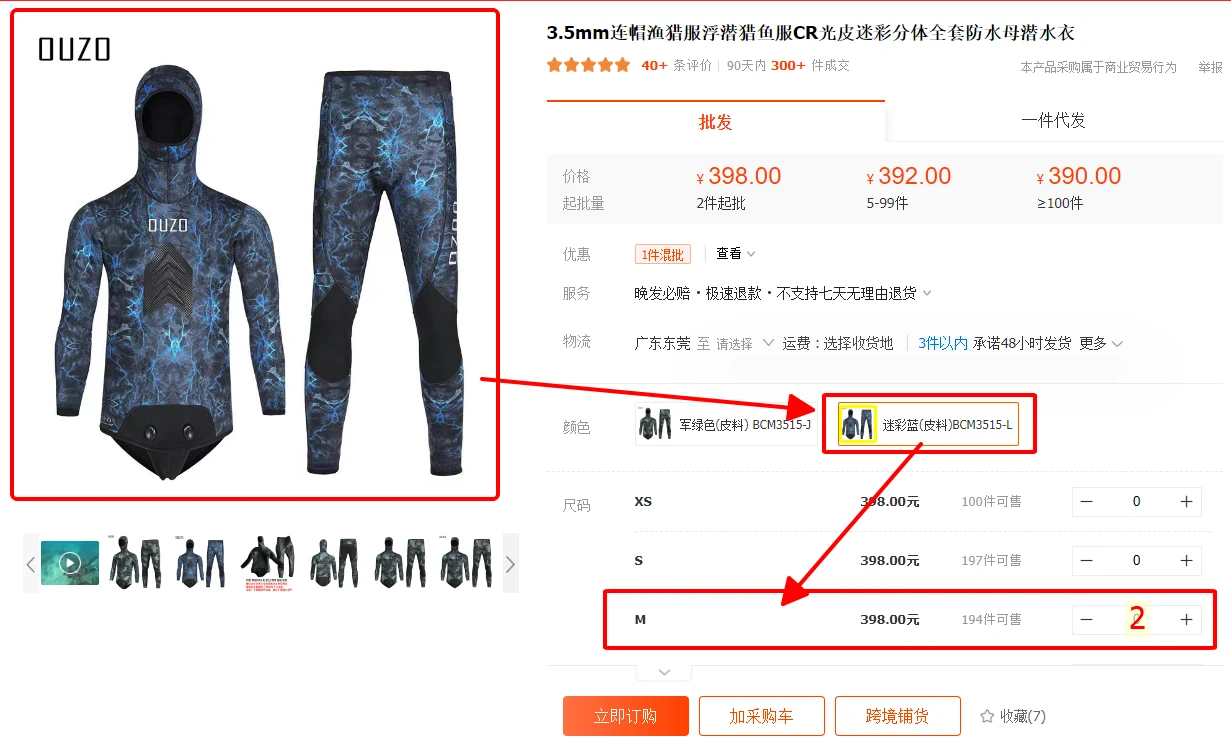 OUZO
OUZO
OUZO
3.5mm连帽渔猎服浮潜猎鱼服CR光皮迷彩分体全套防水母潜水衣
40+ 条评价 90天内 300+ 件成交
本产品采购属于商业贸易行为 举报
批发 一件代发
价格 ¥ 398.00 ¥ 392.00 ¥ 390.00
起批量 2件起批 5-99件 ≥100件
优惠 1件混批 查看
服务 晚发必赔・极速退款・不支持七天无理由退货
物流 广东东莞 至 请选择 运费：选择收货地 3件以内 承诺48小时发货 更多
颜色 军绿色(皮料) BCM3515-J 迷彩蓝(皮料)BCM3515-L
尺码 XS 398.00元 100件可售 － 0 +
S 398.00元 197件可售 － 0 +
M 398.00元 194件可售 － 2 +
立即订购 加采购车 跨境铺货 收藏(7)